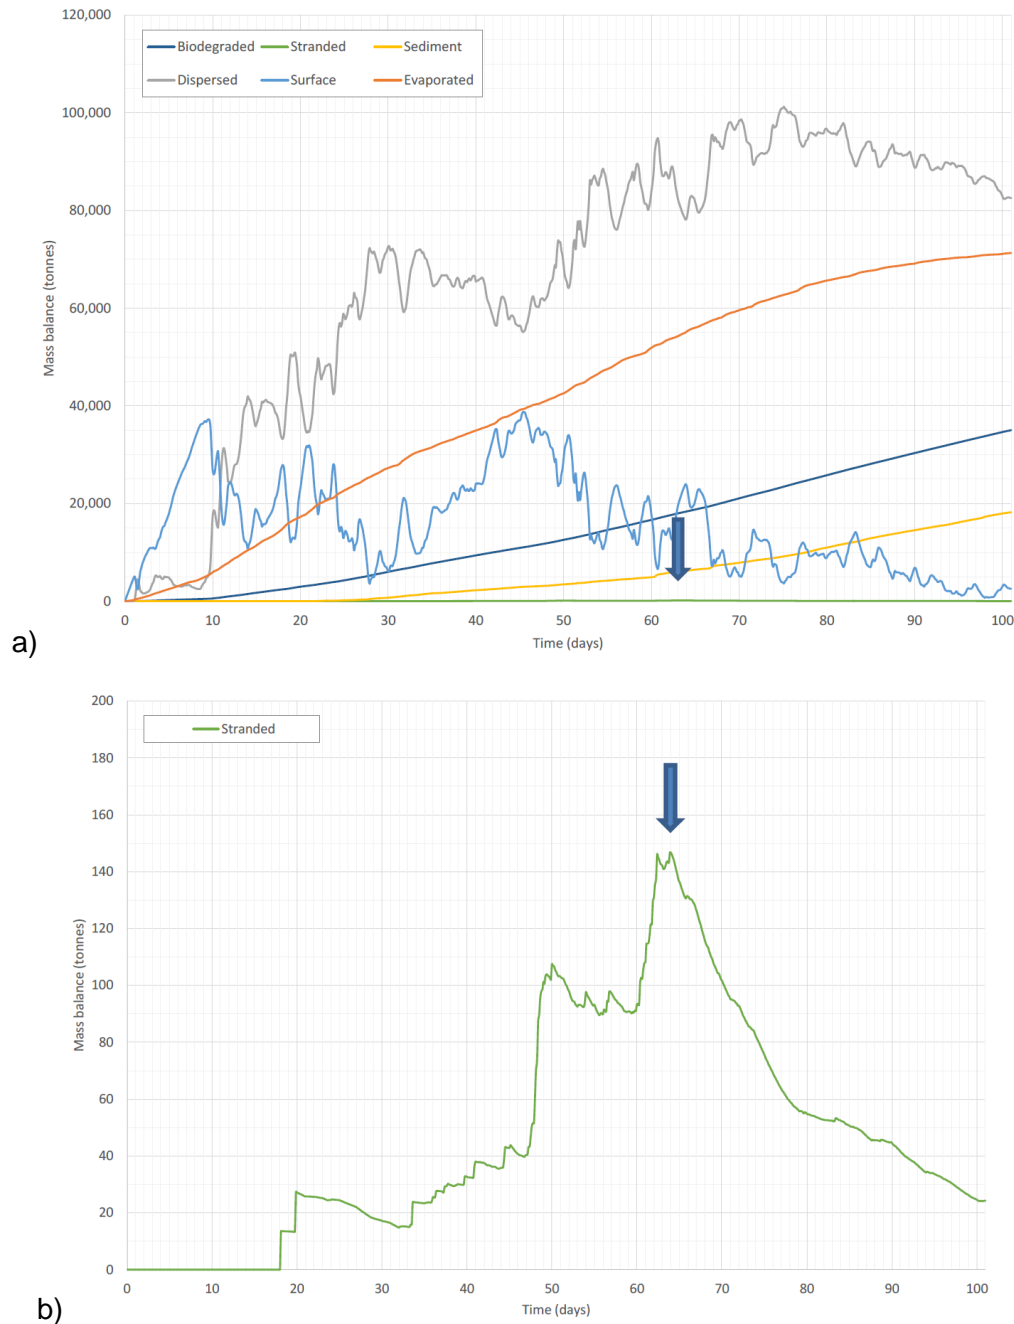 120,000
Biodegraded Stranded Sediment
Dispersed Surface Evaporated
100,000
80,000
60,000
40,000
20,000
0
Mass balance (tonnes)
0 10 20 30 40 50 60 70 80 90 100
Time (days)
a)
200
Stranded
180
160
140
120
100
80
60
40
20
0
Mass balance (tonnes)
0 10 20 30 40 50 60 70 80 90 100
Time (days)
b)